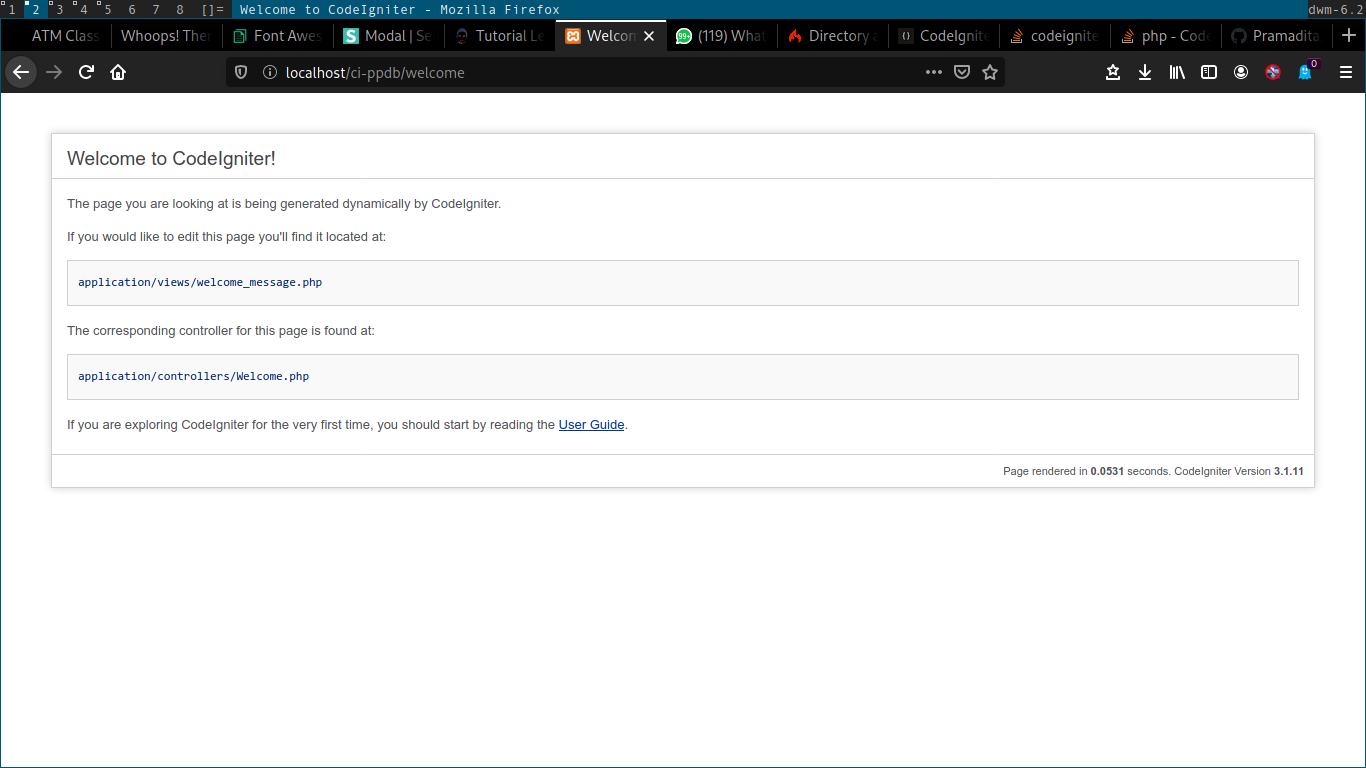 1 2 3 4 5 6 7 8 []= Welcome to CodeIgniter - Mozilla Firefox dwm-6.2
ATM Class Whoops! Ther Font Awes Modal | Se Tutorial Le Welcon (119) What Directory a CodeIgnite codeignite php - Code Pramadita
localhost/ci-ppdb/welcome 0
Welcome to CodeIgniter!
The page you are looking at is being generated dynamically by CodeIgniter.
If you would like to edit this page you'll find it located at:
application/views/welcome_message.php
The corresponding controller for this page is found at:
application/controllers/Welcome.php
If you are exploring CodeIgniter for the very first time, you should start by reading the User Guide.
Page rendered in 0.0531 seconds. CodeIgniter Version 3.1.11